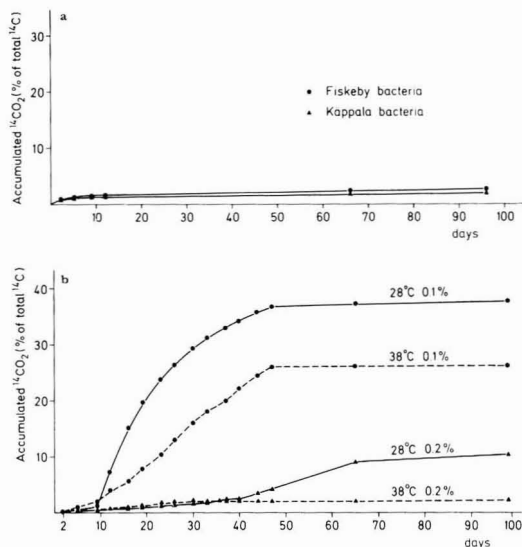 a
Accumulated ¹⁴CO₂ (% of total ¹⁴C)
30
20
10
• Fiskeby bacteria
▲ Käppala bacteria
10 20 30 40 50 60 70 80 90 100
days
b
Accumulated ¹⁴CO₂ (% of total ¹⁴C)
40
30
20
10
28°C 0.1%
38°C 0.1%
28°C 0.2%
38°C 0.2%
2 10 20 30 40 50 60 70 80 90 100
days